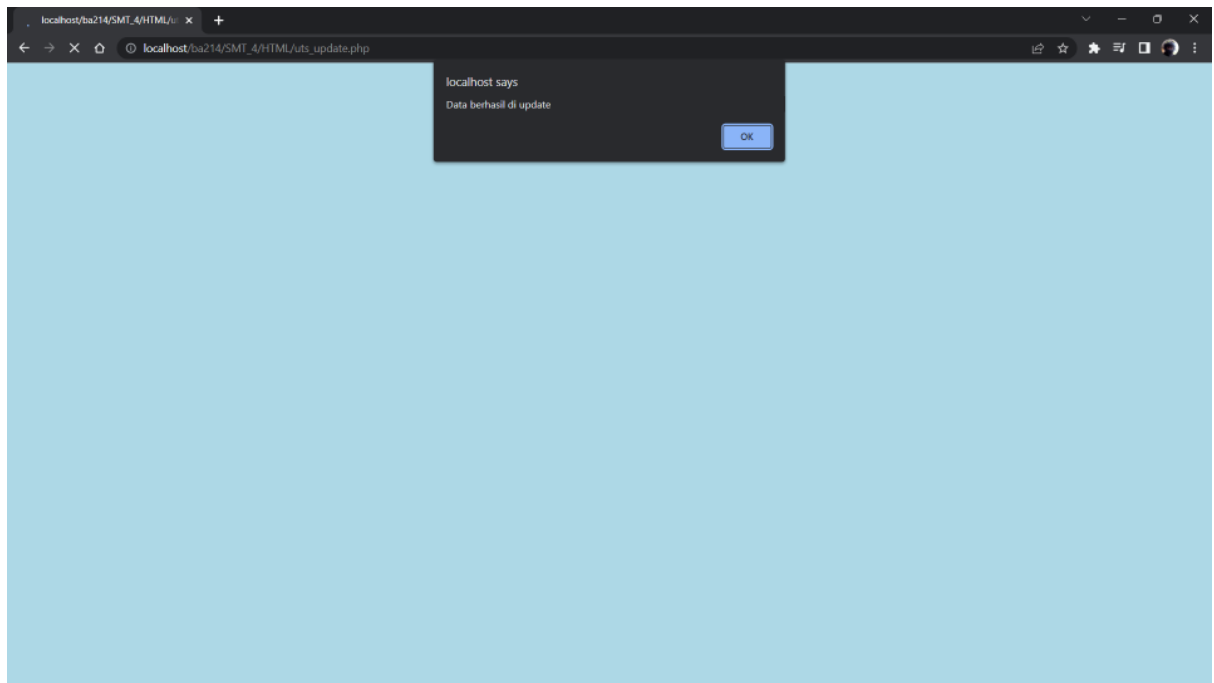 localhost/ba214/SMT_4/HTML/u
localhost/ba214/SMT_4/HTML/uts_update.php
localhost says
Data berhasil di update
OK